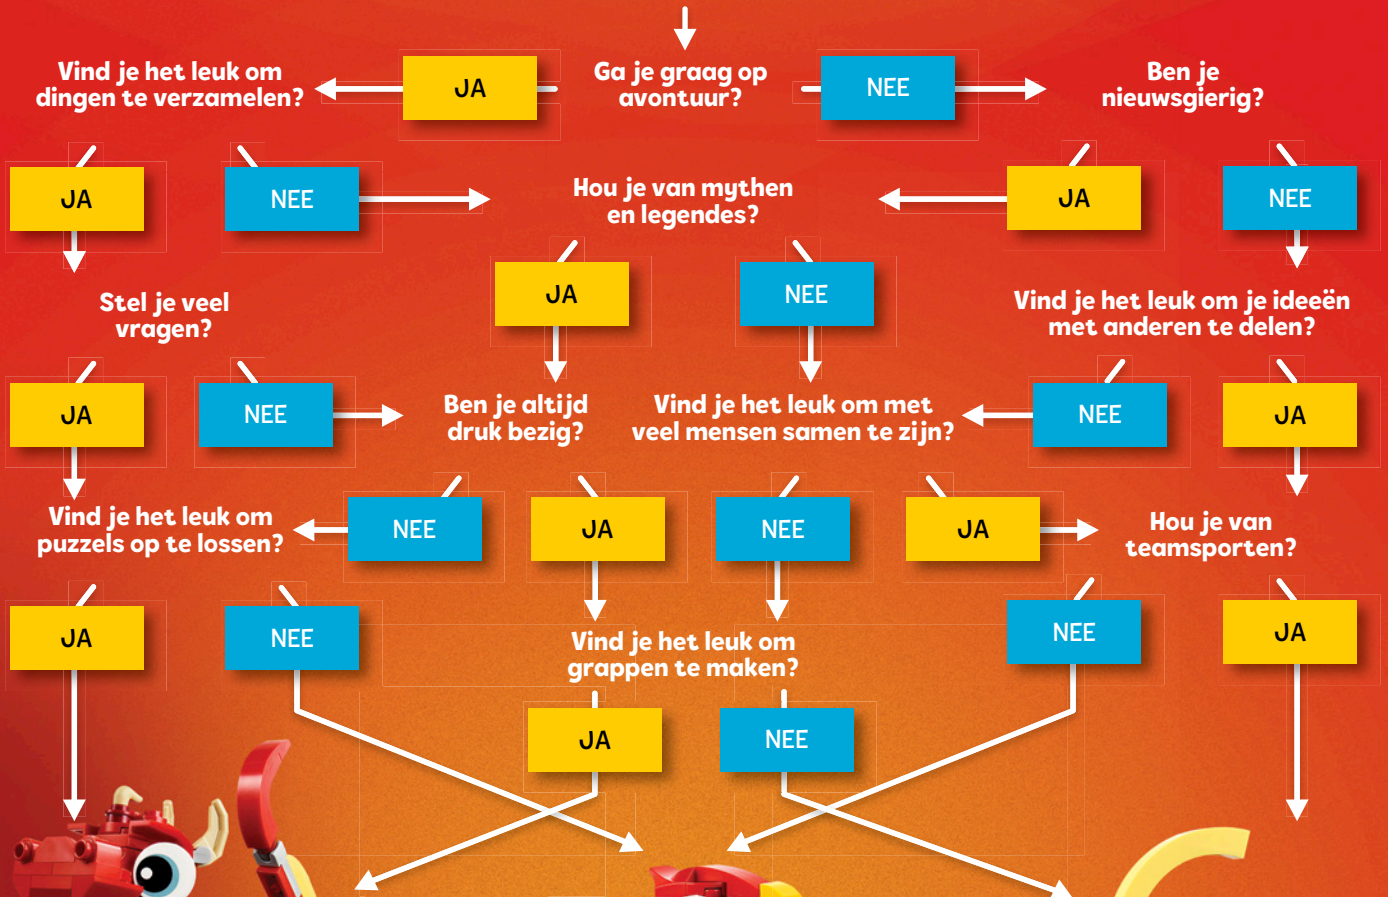 Vind je het leuk om
dingen te verzamelen?
JA
Ga je graag op
avontuur?
NEE
Ben je
nieuwsgierig?
JA
NEE
Hou je van mythen
en legendes?
JA
NEE
Stel je veel
vragen?
JA
NEE
Vind je het leuk om je ideeën
met anderen te delen?
JA
NEE
Ben je altijd
druk bezig?
Vind je het leuk om met
veel mensen samen te zijn?
NEE
JA
Vind je het leuk om
puzzels op te lossen?
NEE
JA
NEE
JA
Hou je van
teamsporten?
JA
NEE
Vind je het leuk om
grappen te maken?
NEE
JA
JA
NEE